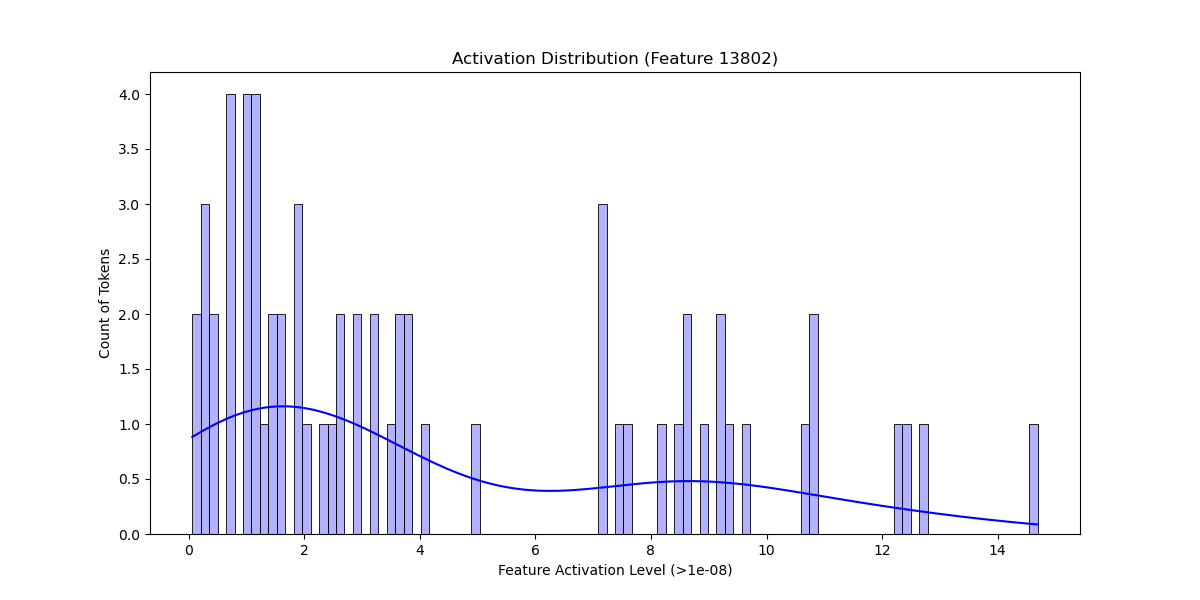 Activation Distribution (Feature 13802)
4.0
3.5
3.0
2.5
2.0
1.5
1.0
0.5
0.0
Count of Tokens
0 2 4 6 8 10 12 14
Feature Activation Level (>1e-08)